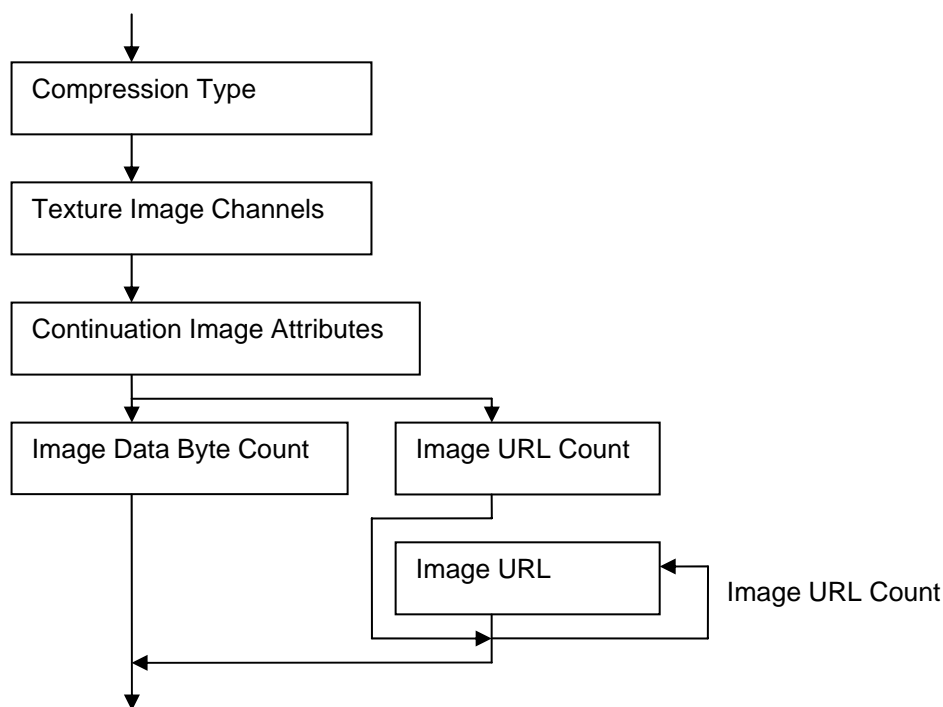 Compression Type
Texture Image Channels
Continuation Image Attributes
Image Data Byte Count
Image URL Count
Image URL
Image URL Count